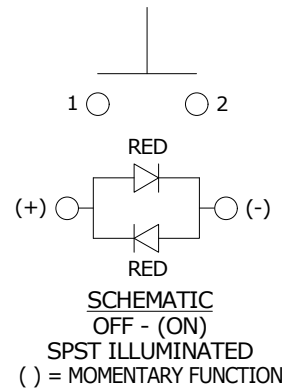 1 2
RED
(+) (-)
RED
SCHEMATIC
OFF - (ON)
SPST ILLUMINATED
( ) = MOMENTARY FUNCTION